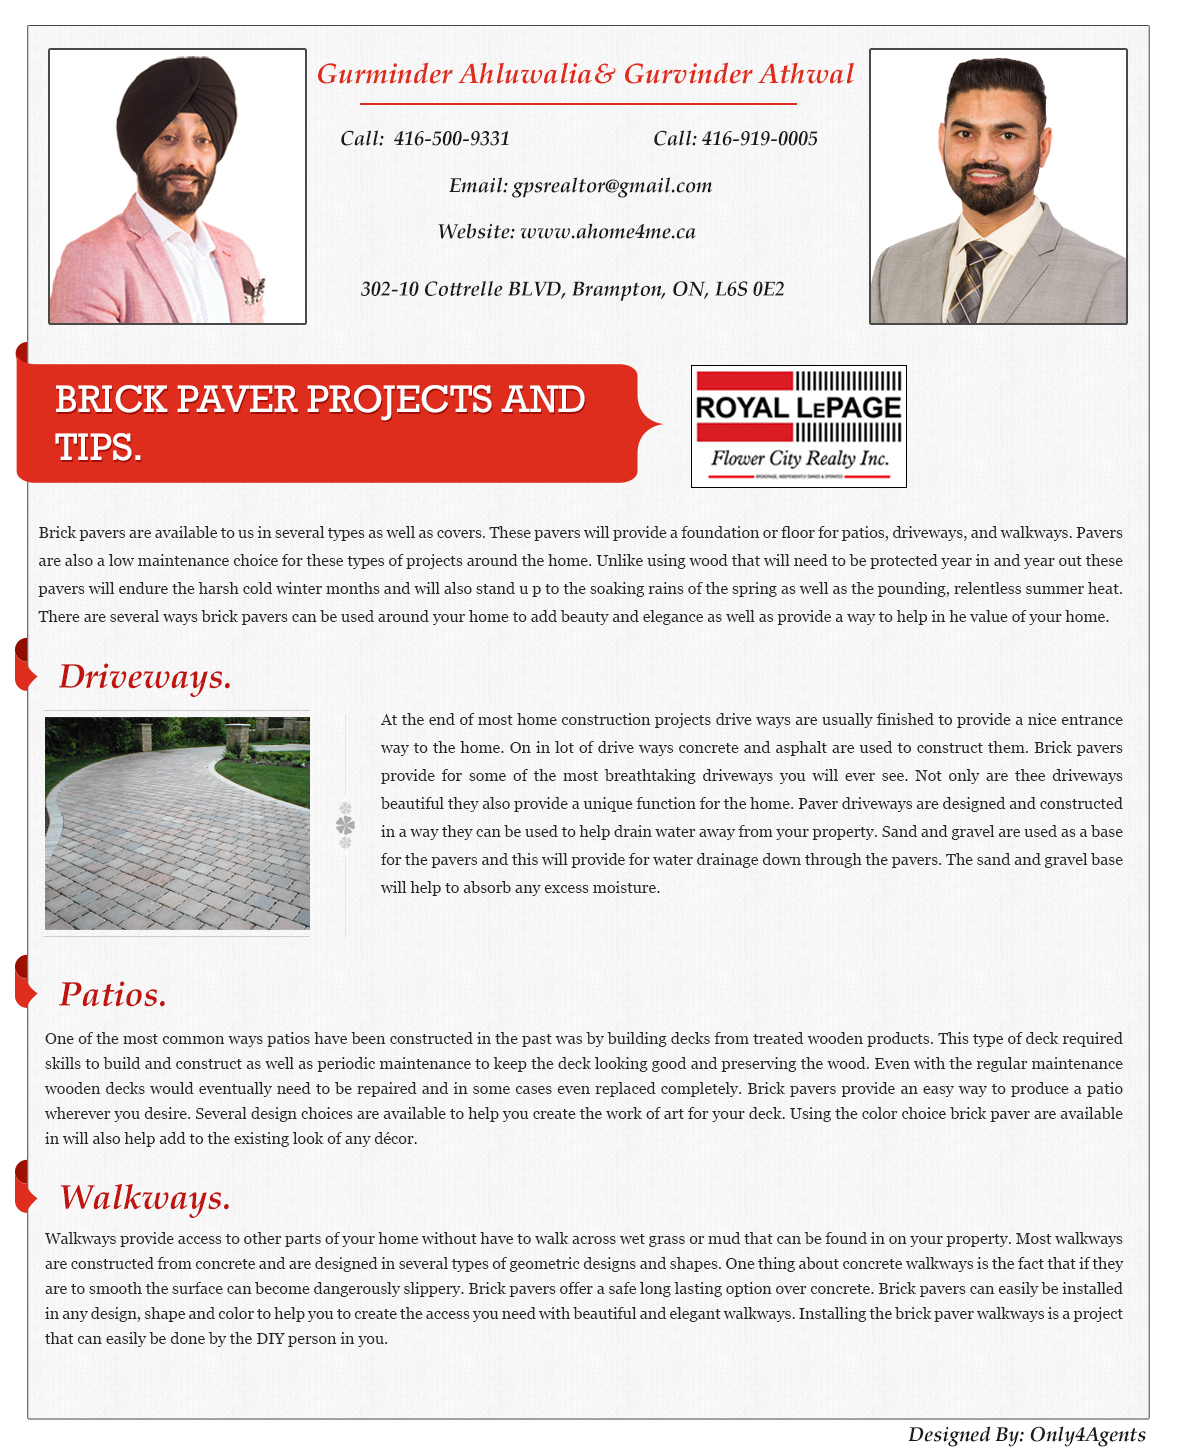 Gurminder Ahluwalia& Gurvinder Athwal
Call: 416-500-9331
Call: 416-919-0005
Email: gpsrealtor@gmail.com
Website: www.ahome4me.ca
302-10 Cottrelle BLVD, Brampton, ON, L6S 0E2
BRICK PAVER PROJECTS AND
TIPS.
ROYAL LEPAGE
Flower City Realty Inc.
BROKERAGE, INDEPENDENTLY OWNED & OPERATED
Brick pavers are available to us in several types as well as covers. These pavers will provide a foundation or floor for patios, driveways, and walkways. Pavers
are also a low maintenance choice for these types of projects around the home. Unlike using wood that will need to be protected year in and year out these
pavers will endure the harsh cold winter months and will also stand u p to the soaking rains of the spring as well as the pounding, relentless summer heat.
There are several ways brick pavers can be used around your home to add beauty and elegance as well as provide a way to help in he value of your home.
Driveways.
At the end of most home construction projects drive ways are usually finished to provide a nice entrance
way to the home. On in lot of drive ways concrete and asphalt are used to construct them. Brick pavers
provide for some of the most breathtaking driveways you will ever see. Not only are thee driveways
beautiful they also provide a unique function for the home. Paver driveways are designed and constructed
in a way they can be used to help drain water away from your property. Sand and gravel are used as a base
for the pavers and this will provide for water drainage down through the pavers. The sand and gravel base
will help to absorb any excess moisture.
Patios.
One of the most common ways patios have been constructed in the past was by building decks from treated wooden products. This type of deck required
skills to build and construct as well as periodic maintenance to keep the deck looking good and preserving the wood. Even with the regular maintenance
wooden decks would eventually need to be repaired and in some cases even replaced completely. Brick pavers provide an easy way to produce a patio
wherever you desire. Several design choices are available to help you create the work of art for your deck. Using the color choice brick paver are available
in will also help add to the existing look of any décor.
Walkways.
Walkways provide access to other parts of your home without have to walk across wet grass or mud that can be found in on your property. Most walkways
are constructed from concrete and are designed in several types of geometric designs and shapes. One thing about concrete walkways is the fact that if they
are to smooth the surface can become dangerously slippery. Brick pavers offer a safe long lasting option over concrete. Brick pavers can easily be installed
in any design, shape and color to help you to create the access you need with beautiful and elegant walkways. Installing the brick paver walkways is a project
that can easily be done by the DIY person in you.
Designed By: Only4Agents